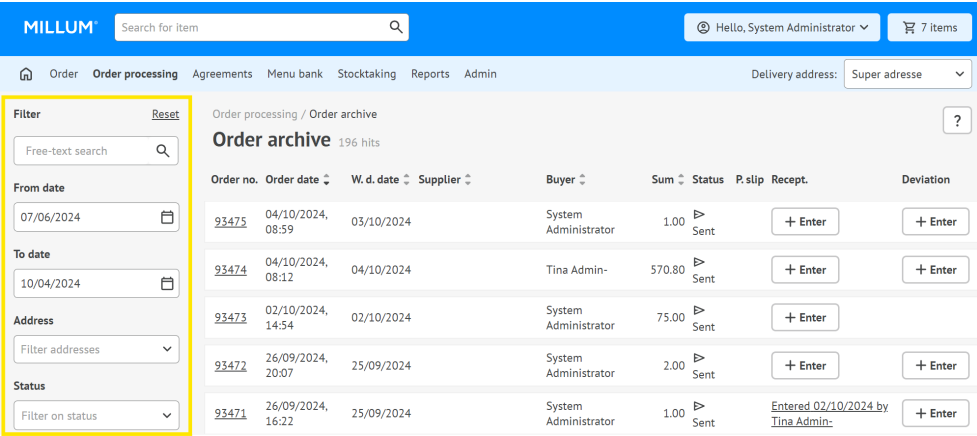 MILLUM®
Search for item
Hello, System Administrator
7 items
Order Order processing Agreements Menu bank Stocktaking Reports Admin
Delivery address: Super adresse
Filter Reset
Free-text search
From date
07/06/2024
To date
10/04/2024
Address
Filter addresses
Status
Filter on status
Order processing / Order archive
?
Order archive 196 hits
Order no. Order date W. d. date Supplier Buyer Sum Status P. slip Recept. Deviation
93475 04/10/2024, 08:59 03/10/2024 System Administrator 1.00 Sent + Enter + Enter
93474 04/10/2024, 08:12 04/10/2024 Tina Admin- 570.80 Sent + Enter + Enter
93473 02/10/2024, 14:54 02/10/2024 System Administrator 75.00 Sent + Enter
93472 26/09/2024, 20:07 25/09/2024 System Administrator 2.00 Sent + Enter + Enter
93471 26/09/2024, 16:22 25/09/2024 System Administrator 1.00 Sent Entered 02/10/2024 by Tina Admin- + Enter